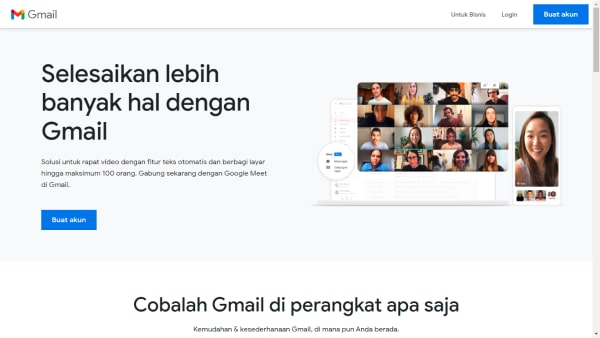 Gmail
Untuk Bisnis
Login
Buat akun
Selesaikan lebih
banyak hal dengan
Gmail
Solusi untuk rapat video dengan fitur teks otomatis dan berbagi layar
hingga maksimum 100 orang. Gabung sekarang dengan Google Meet
di Gmail.
Buat akun
Cobalah Gmail di perangkat apa saja
Kemudahan & kesederhanaan Gmail, di mana pun Anda berada.